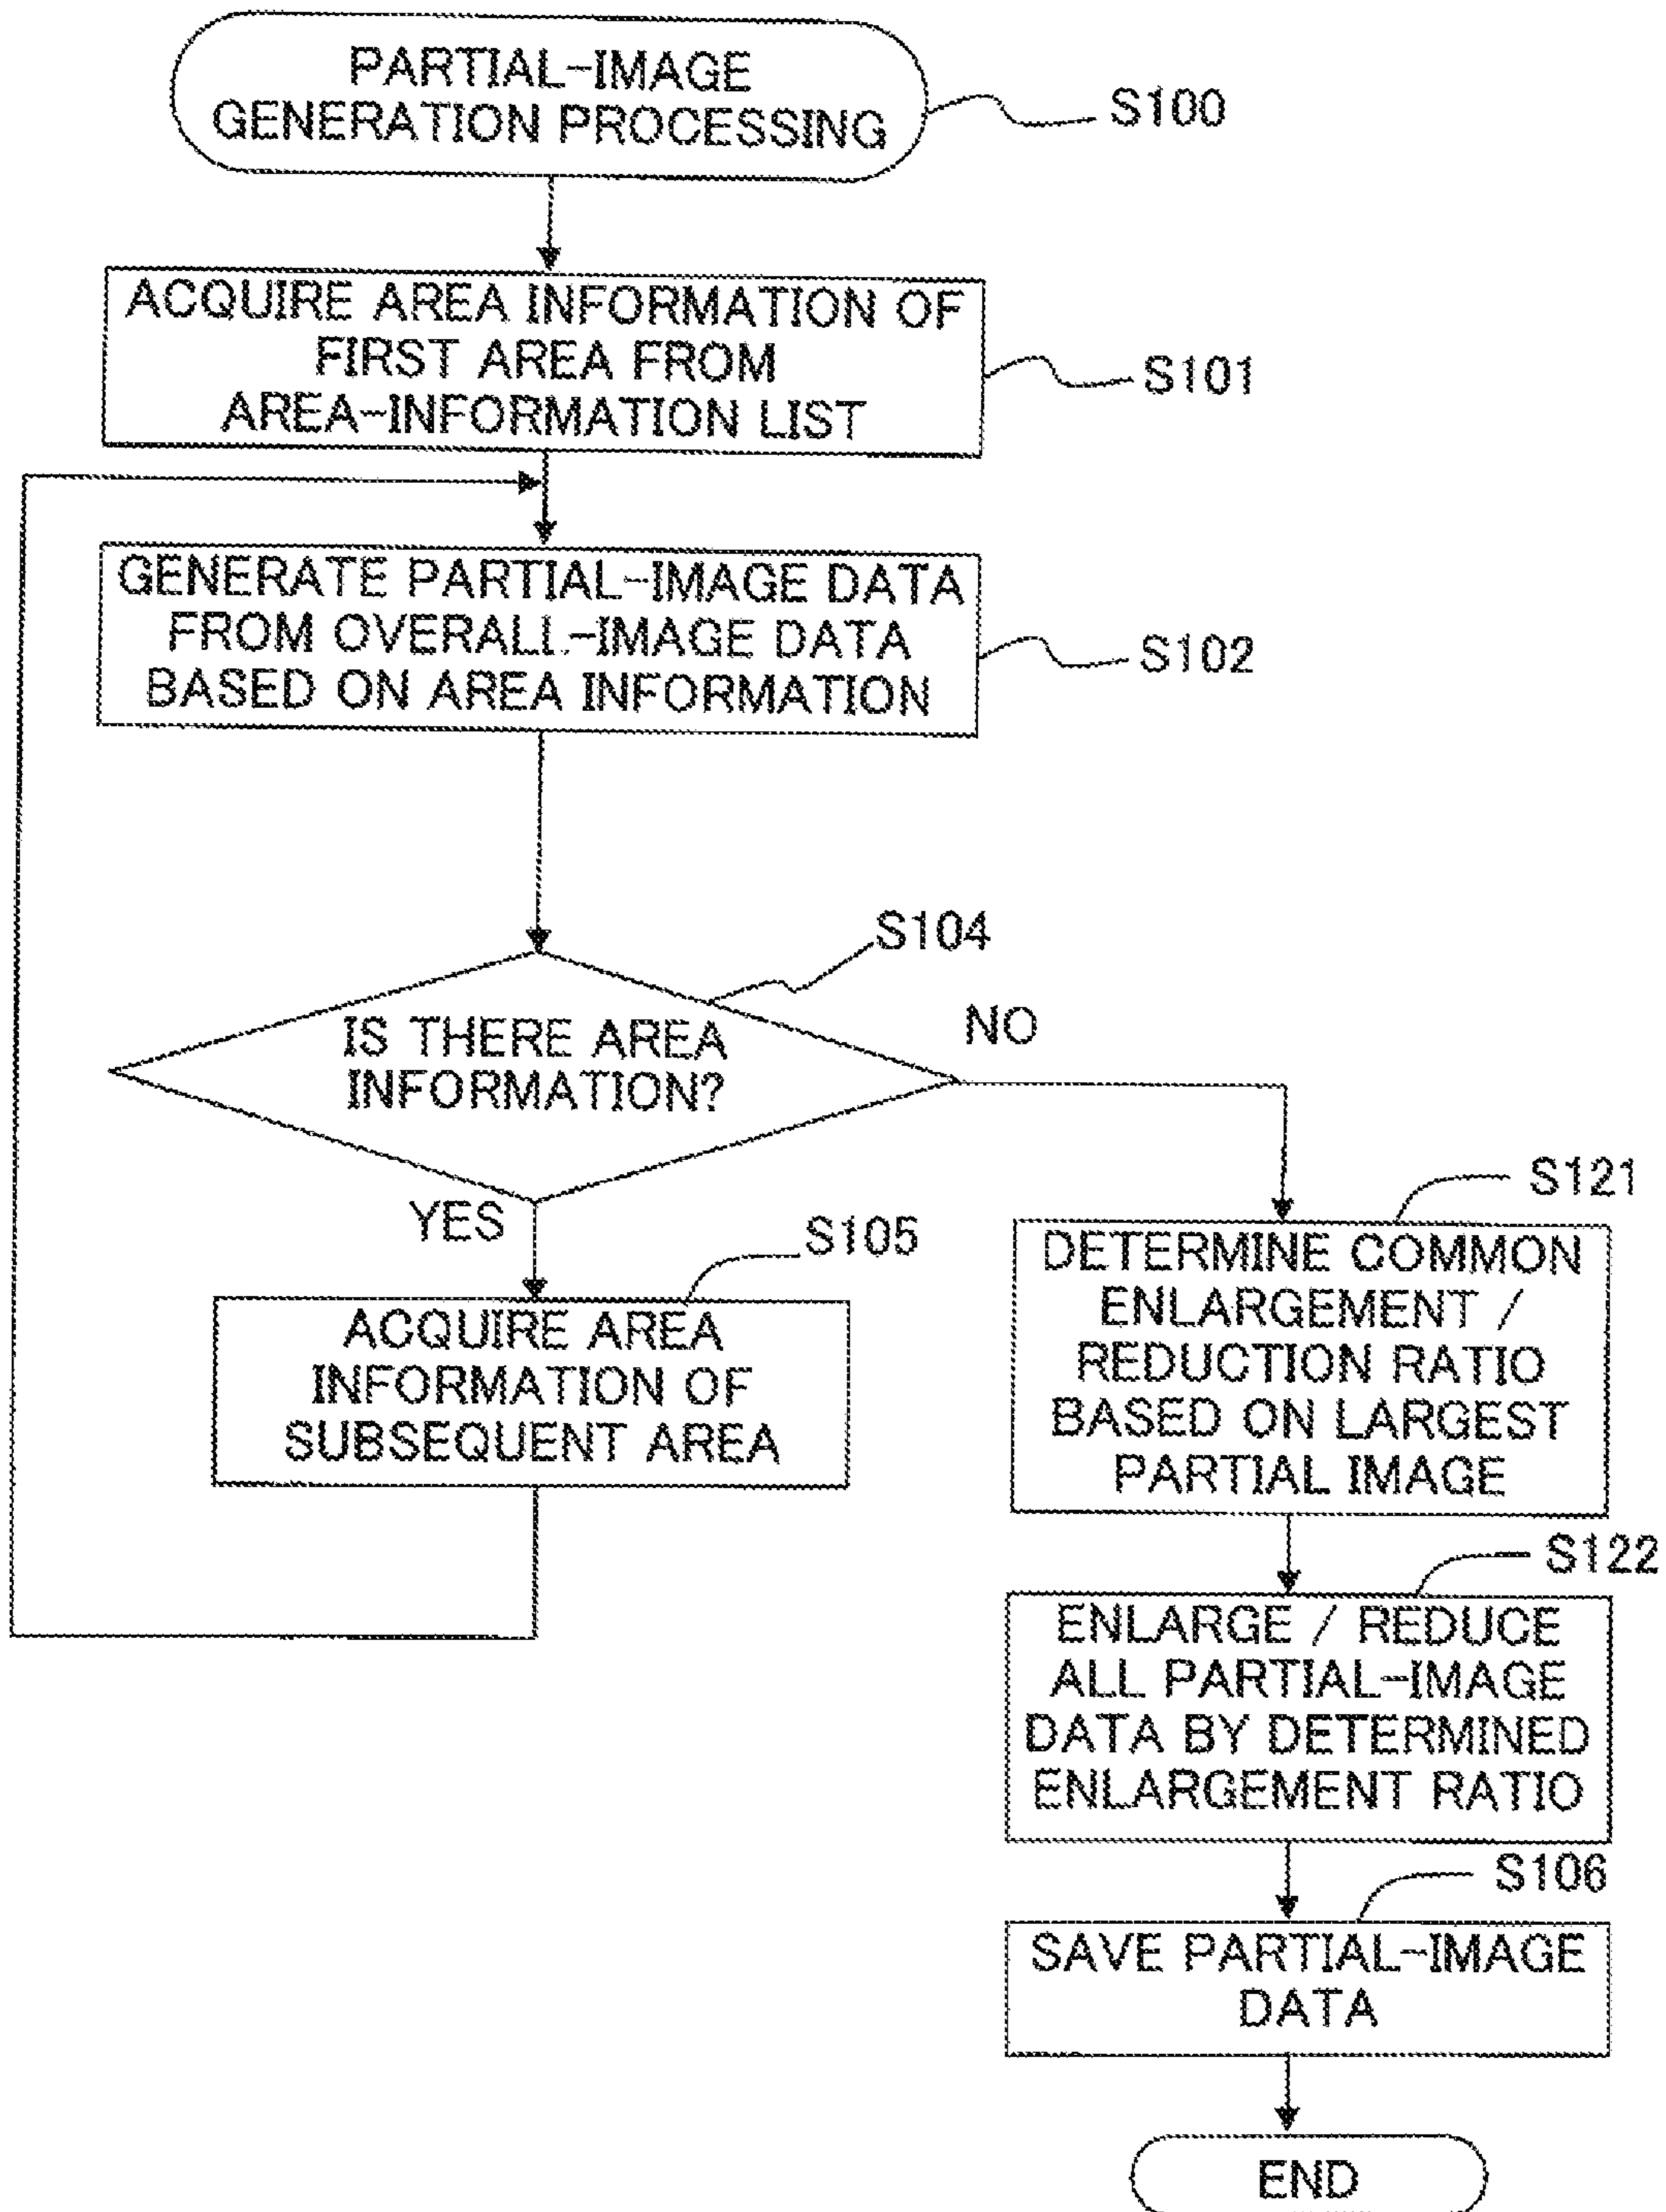 PARTIAL-IMAGE
GENERATION PROCESSING
S100
ACQUIRE AREA INFORMATION OF
FIRST AREA FROM
AREA-INFORMATION LIST
S101
GENERATE PARTIAL-IMAGE DATA
FROM OVERALL-IMAGE DATA
BASED ON AREA INFORMATION
S102
S104
IS THERE AREA
INFORMATION?
NO
YES
S105
ACQUIRE AREA
INFORMATION OF
SUBSEQUENT AREA
S121
DETERMINE COMMON
ENLARGEMENT /
REDUCTION RATIO
BASED ON LARGEST
PARTIAL IMAGE
S122
ENLARGE / REDUCE
ALL PARTIAL-IMAGE
DATA BY DETERMINED
ENLARGEMENT RATIO
S106
SAVE PARTIAL-IMAGE
DATA
END